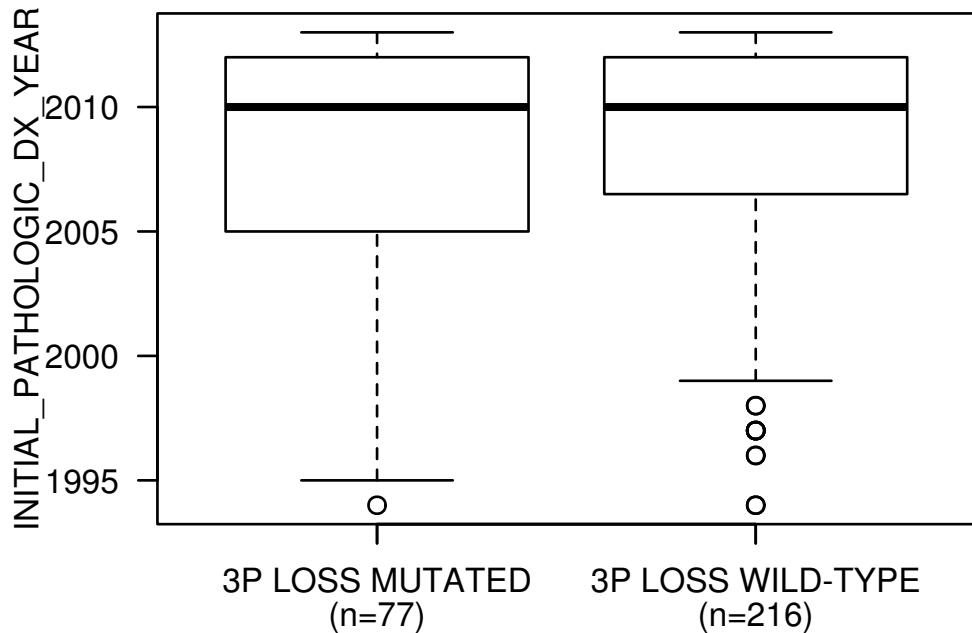 INITIAL_PATHOLOGIC_DX_YEAR
2010
2005
2000
1995
3P LOSS MUTATED
(n=77)
3P LOSS WILD-TYPE
(n=216)